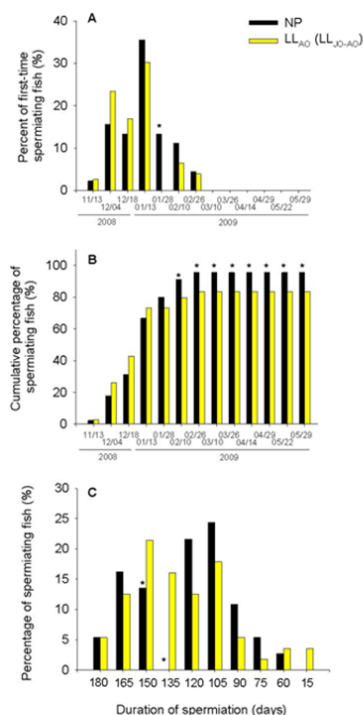 A
NP
LL_AO (LL_JO-AO)
Percent of first-time
spermiating fish (%)
40
30
20
10
0
*
11/13 12/04 12/18 01/13 01/28 02/10 02/26 03/10 03/26 04/14 04/29 05/22 05/29
2008 2009
B
Cumulative percentage of
spermiating fish (%)
100
80
60
40
20
0
* * * * * * * *
11/13 12/04 12/18 01/13 01/28 02/10 02/26 03/10 03/26 04/14 04/29 05/22 05/29
2008 2009
C
Percentage of spermiating fish (%)
30
25
20
15
10
5
0
* *
180 165 150 135 120 105 90 75 60 15
Duration of spermiation (days)